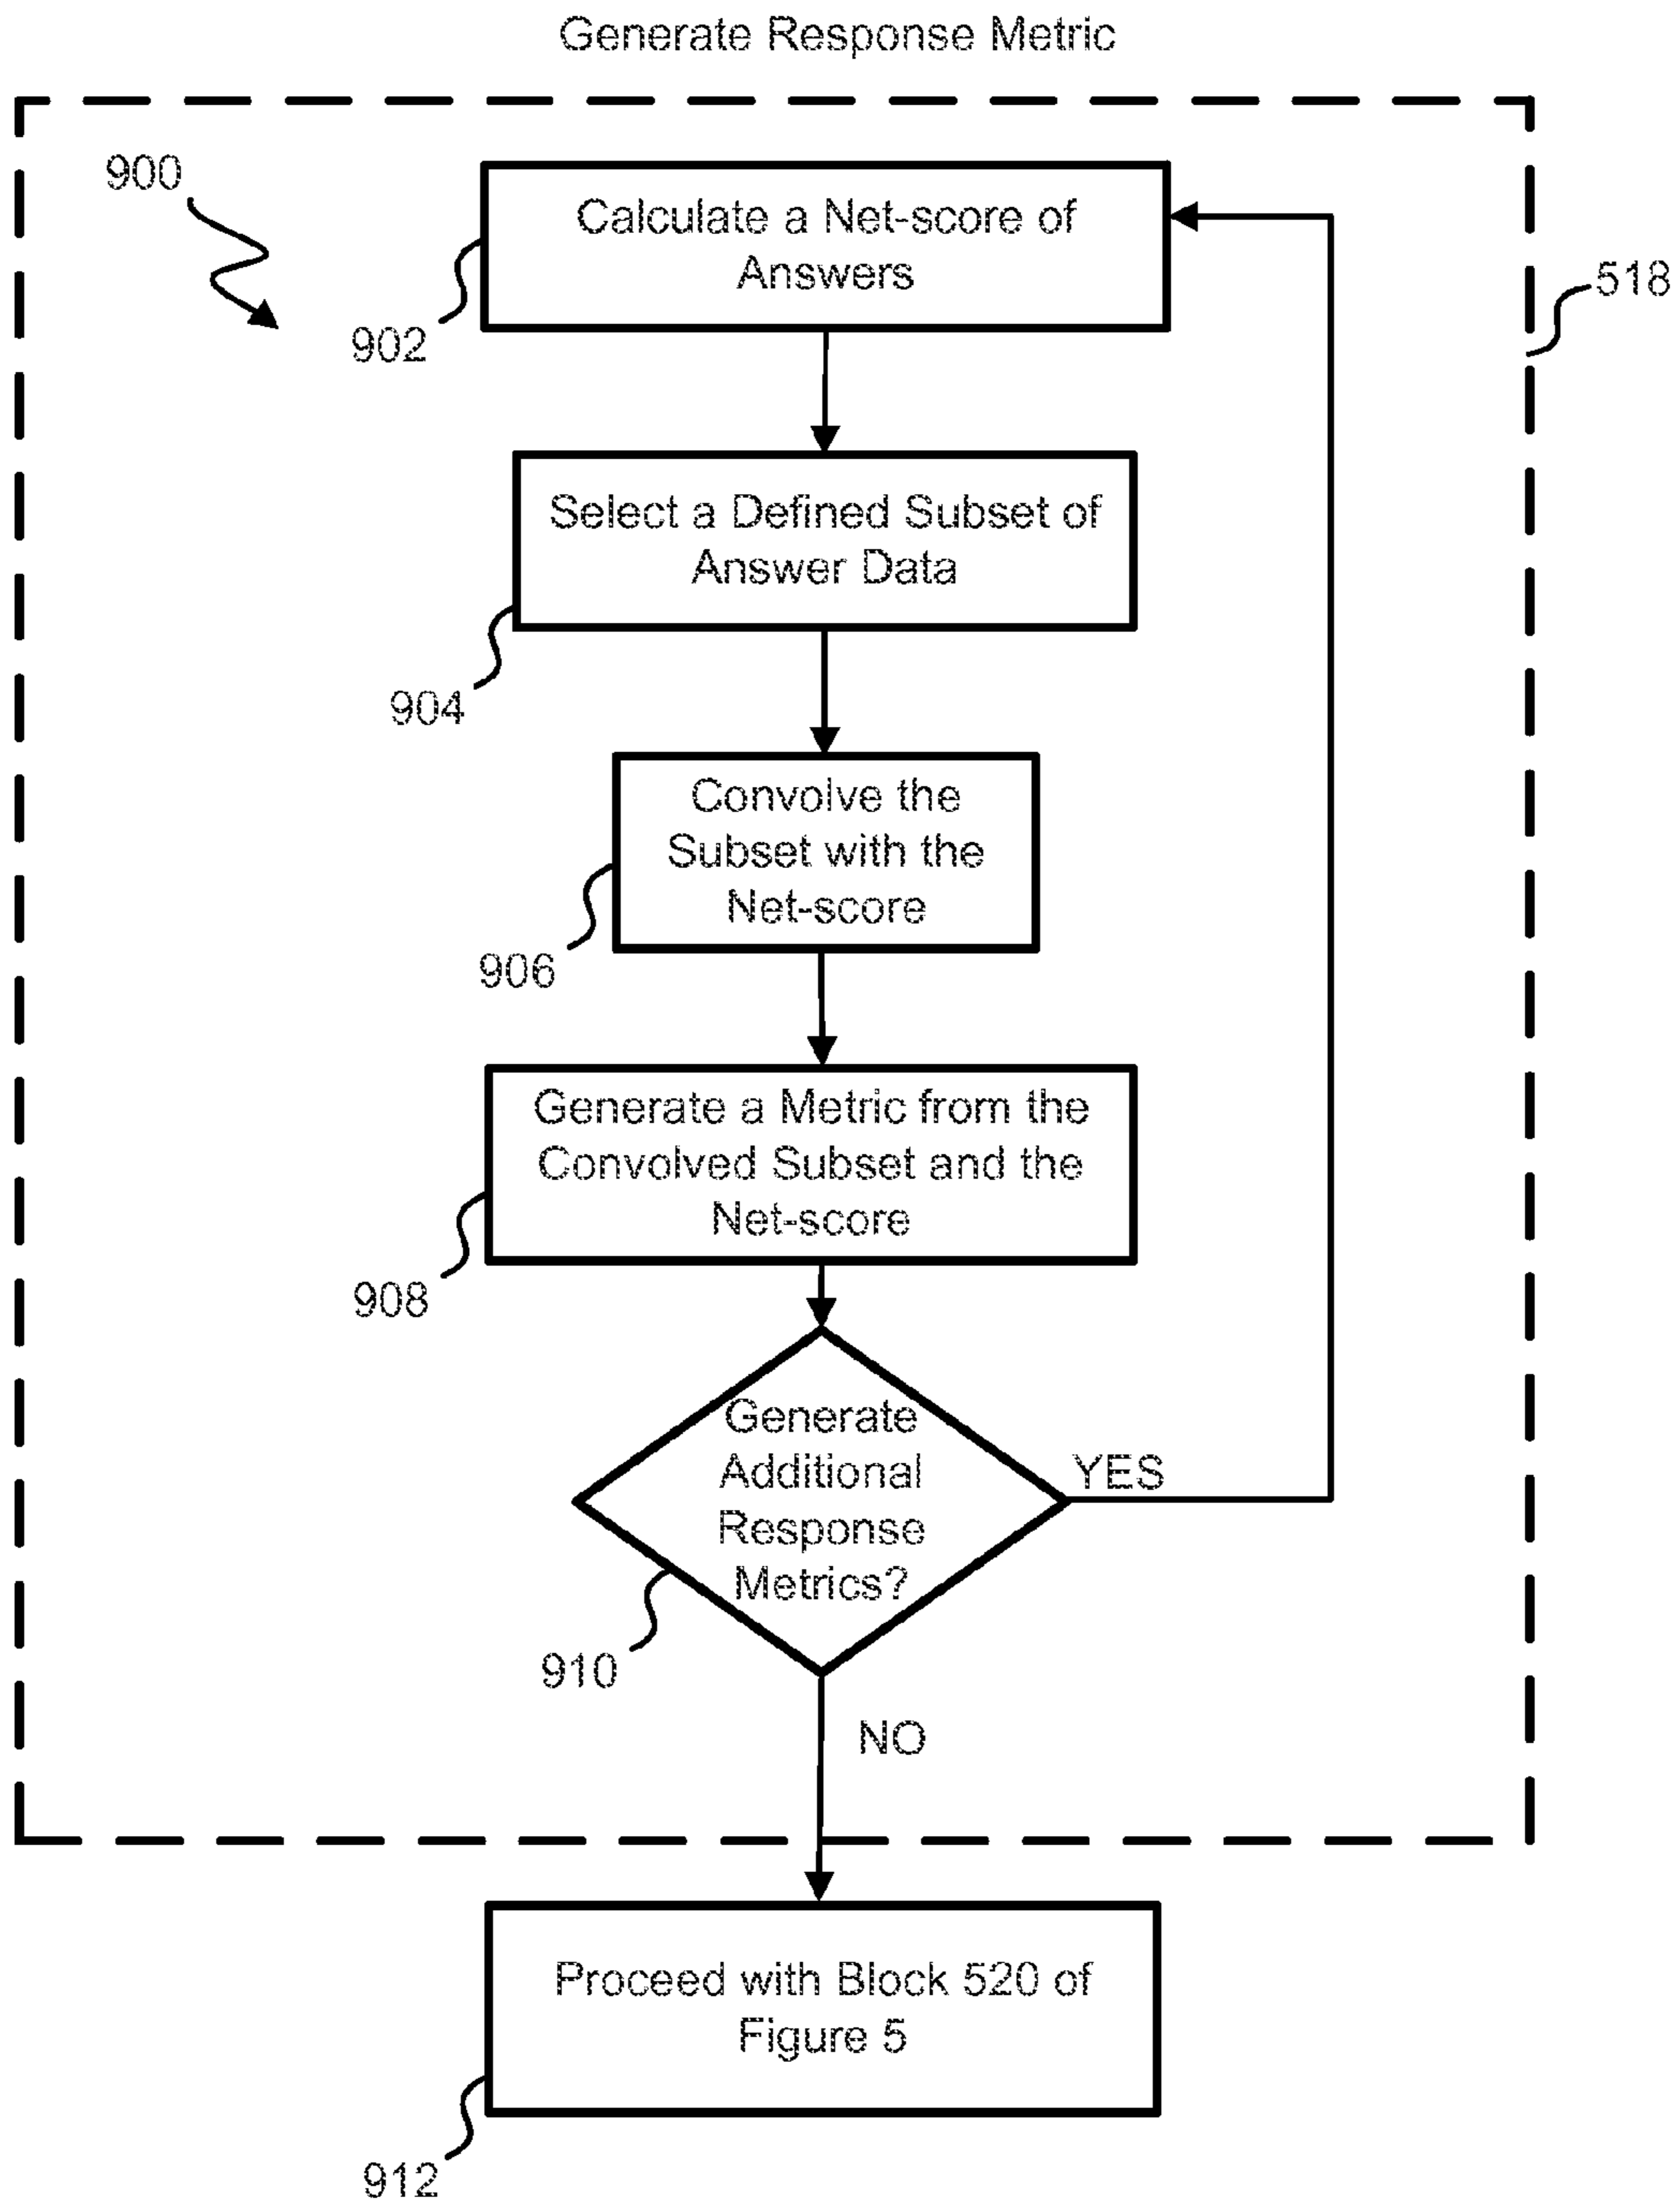 Generate Response Metric
900
Calculate a Net-score of
Answers
902
518
Select a Defined Subset of
Answer Data
904
Convolve the
Subset with the
Net-score
906
Generate a Metric from the
Convolved Subset and the
Net-score
908
Generate
Additional
Response
Metrics?
YES
910
NO
Proceed with Block 520 of
Figure 5
912